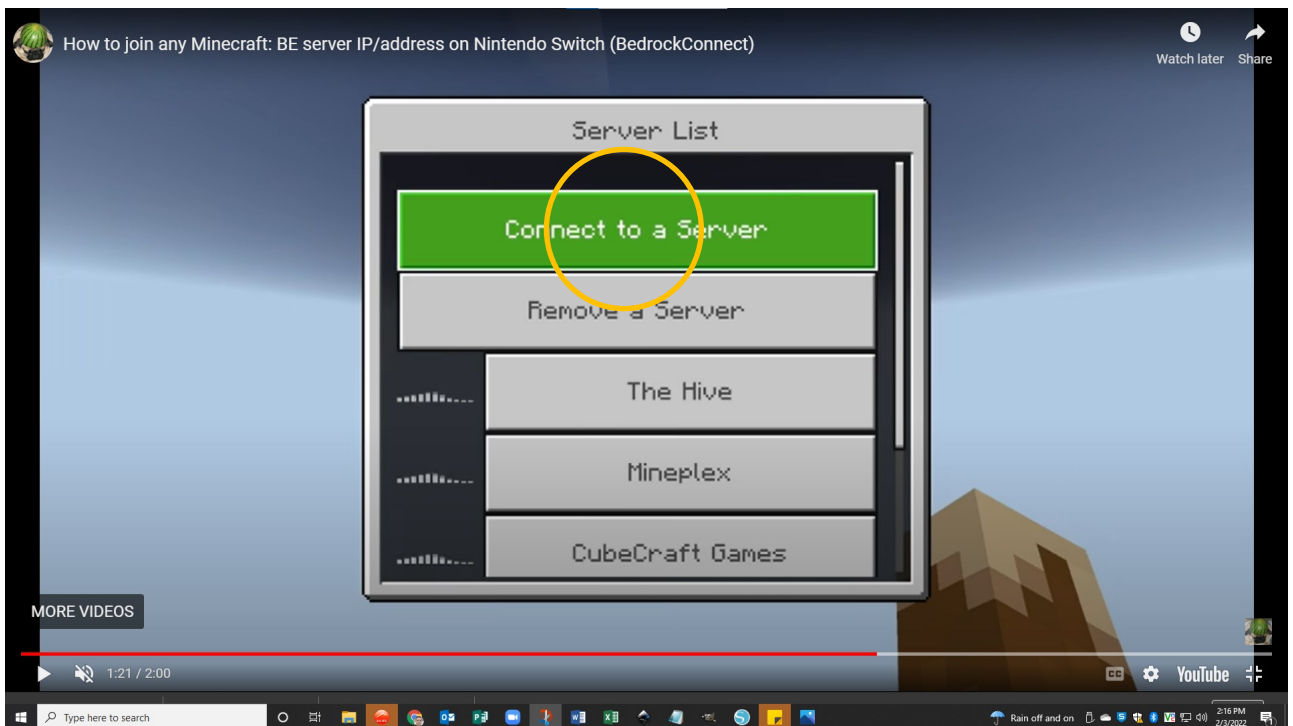 How to join any Minecraft: BE server IP/address on Nintendo Switch (BedrockConnect)
Watch later
Share
Server List
Connect to a Server
Remove a Server
The Hive
Mineplex
CubeCraft Games
MORE VIDEOS
1:21 / 2:00
CC
YouTube
Type here to search
Rain off and on
2:16 PM
2/3/2022